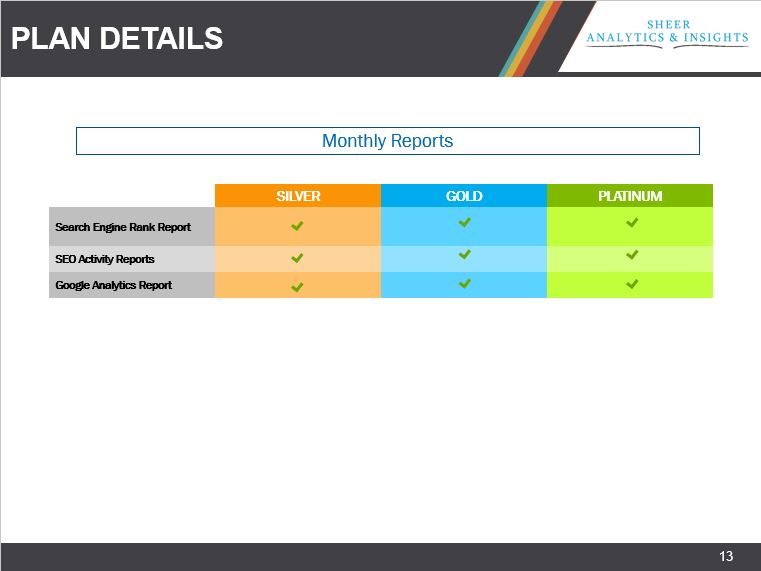 PLAN DETAILS
SHEER
ANALYTICS & INSIGHTS
Monthly Reports
SILVER GOLD PLATINUM
Search Engine Rank Report
SEO Activity Reports
Google Analytics Report
13